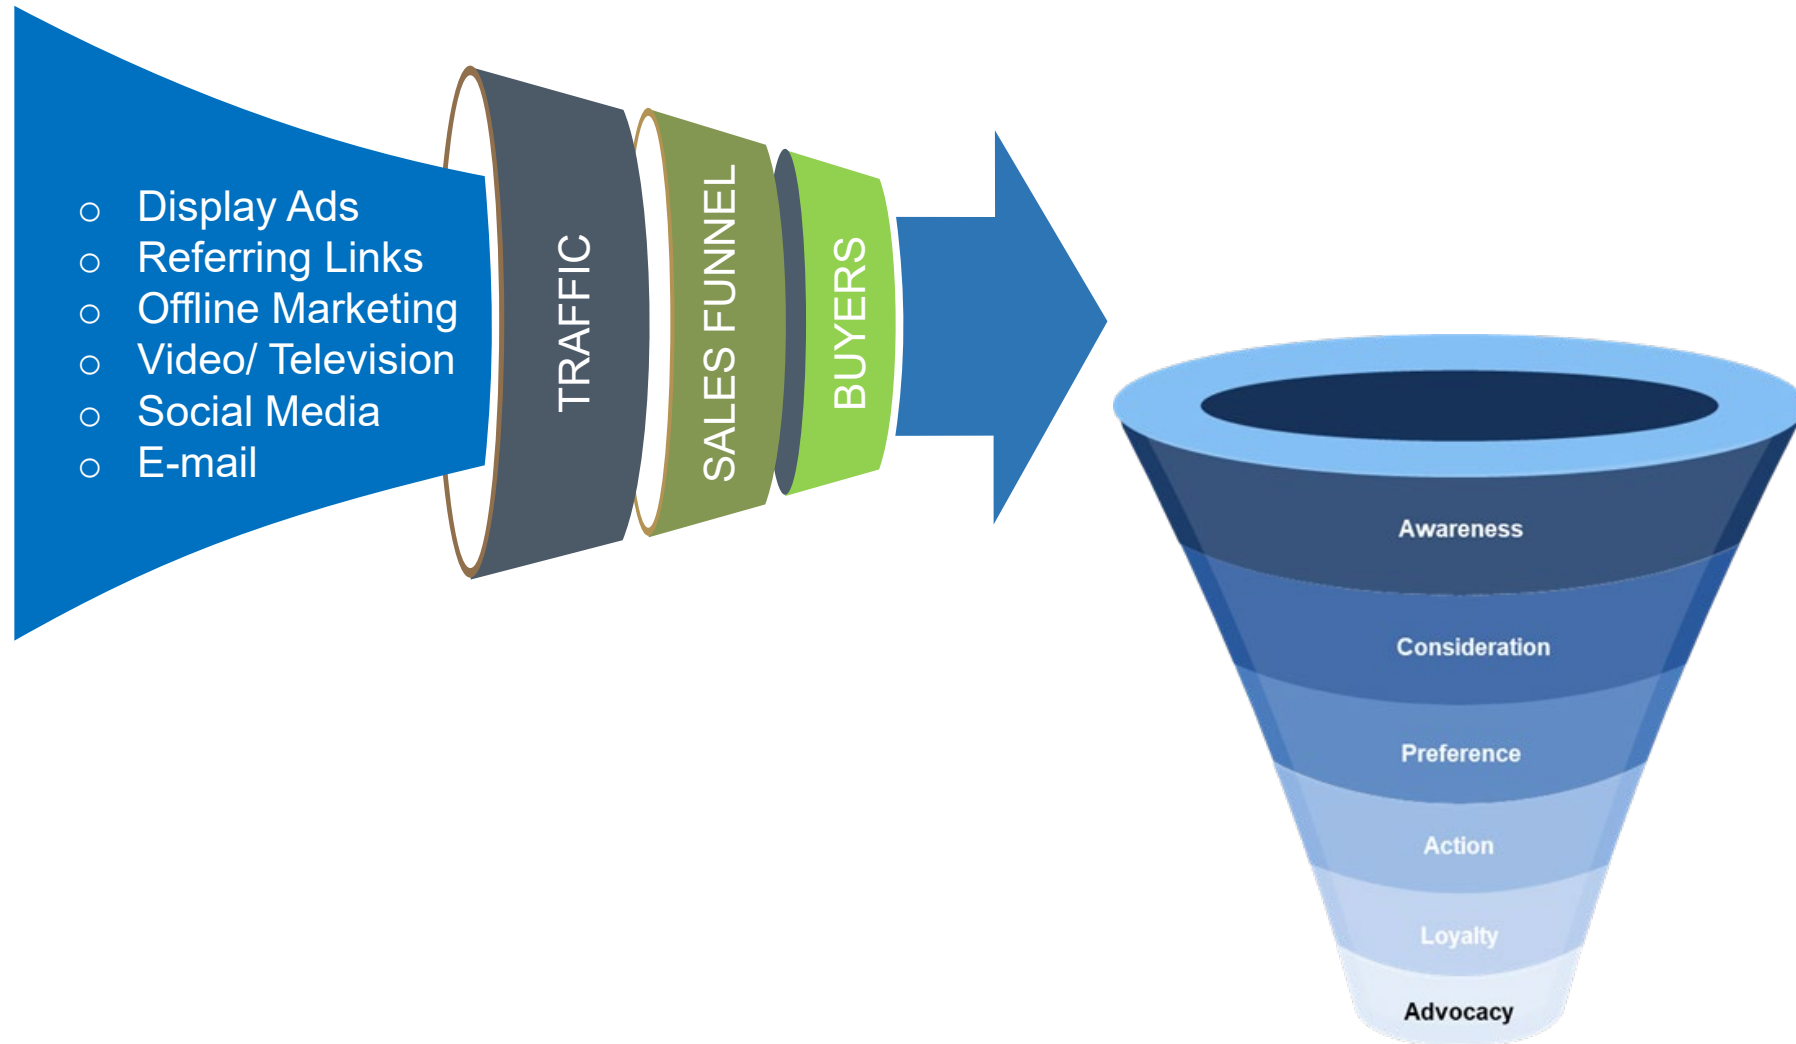 Display Ads
Referring Links
Offline Marketing
Video/ Television
Social Media
E-mail
TRAFFIC
SALES FUNNEL
BUYERS
Awareness
Consideration
Preference
Action
Loyalty
Advocacy